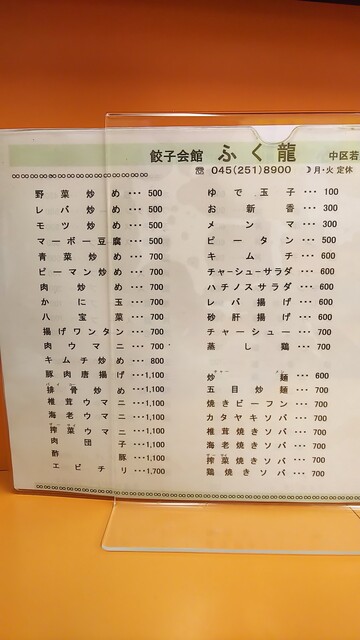 餃子会館 ふく龍 中区若
☎ 045(251)8900 ☽月・火 定休
野菜炒め…500
レバ炒め…500
モツ炒め…500
マーボー豆腐…500
青菜炒め…700
ピーマン炒め…700
肉炒め…700
かに玉…700
八宝菜…700
揚げワンタン…700
肉ウマニ…700
キムチ炒め…800
豚肉唐揚げ…1,100
排骨炒め…1,100
椎茸ウマニ…1,100
海老ウマニ…1,100
搾菜ウマニ…1,100
肉団子…1,100
酢豚…1,100
エビチリ…1,700
ゆで玉子…100
お新香…300
メンマ…300
ピータン…500
キムチ…600
チャーシューサラダ…600
ハチノスサラダ…600
レバ揚げ…600
砂肝揚げ…600
チャーシュー…700
蒸し鶏…700
炒麺…600
五目炒麺…700
焼きビーフン…700
カタヤキソバ…700
椎茸焼きソバ…700
海老焼きソバ…700
搾菜焼きソバ…700
鶏焼きソバ…700